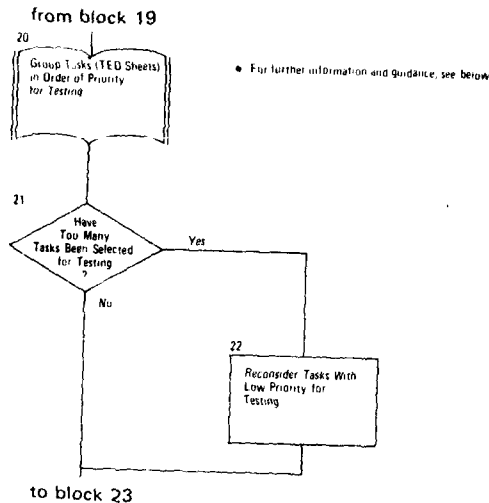 from block 19
20
Group Tasks (TED Sheets)
in Order of Priority
for Testing
• For further information and guidance, see below
21
Have
Too Many
Tasks Been Selected
for Testing
?
Yes
No
22
Reconsider Tasks With
Low Priority for
Testing
to block 23